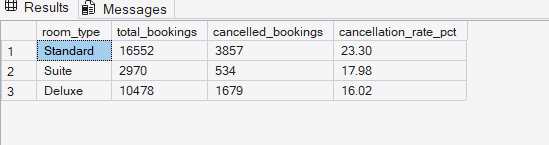 Results Messages
room_type total_bookings cancelled_bookings cancellation_rate_pct
1 Standard 16552 3857 23.30
2 Suite 2970 534 17.98
3 Deluxe 10478 1679 16.02